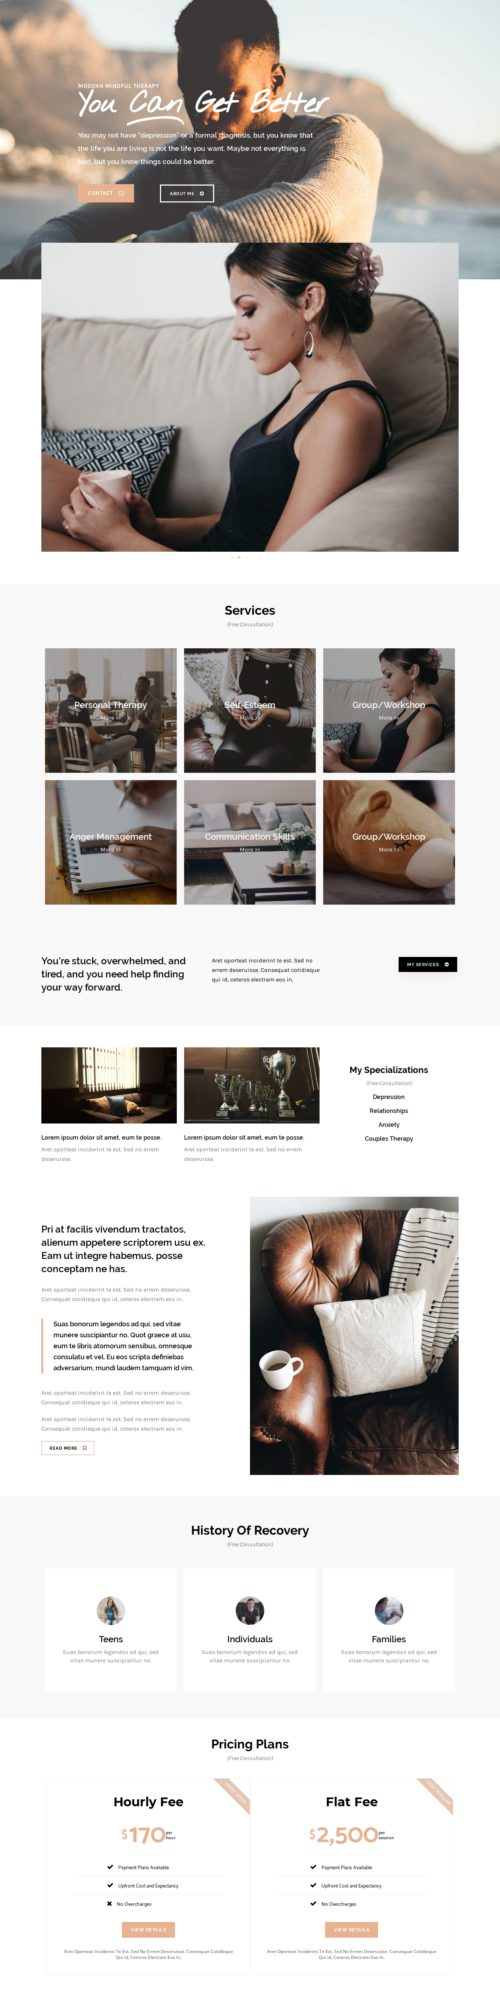 MODERN MINDFUL THERAPY
You Can Get Better
You may not have "depression" or a formal diagnosis, but you know that
the life you are living is not the life you want. Maybe not everything is
bad, but you know things could be better.
CONTACT
ABOUT ME
Services
(Free Consultation)
Personal Therapy
More >>
Self-Esteem
More >>
Group/Workshop
More >>
Anger Management
More >>
Communication Skills
More >>
Group/Workshop
More >>
You're stuck, overwhelmed, and
tired, and you need help finding
your way forward.
Aret oporteat inciderint te est. Sed no
errem deseruisse. Consequat cotidieque
qui id, ceteros electram eos in.
MY SERVICES
Lorem ipsum dolor sit amet, eum te posse.
Aret oporteat inciderint te est. Sed no errem
deseruisse.
Lorem ipsum dolor sit amet, eum te posse.
Aret oporteat inciderint te est. Sed no errem
deseruisse.
My Specializations
(Free Consultation)
Depression
Relationships
Anxiety
Couples Therapy
Pri at facilis vivendum tractatos,
alienum appetere scriptorem usu ex.
Eam ut integre habemus, posse
conceptam ne has.
Aret oporteat inciderint te est. Sed no errem deseruisse.
Consequat cotidieque qui id, ceteros electram eos in.
Suas bonorum legendos ad qui, sed vitae
munere suscipiantur no. Quot graece at usu,
eum te libris atomorum sensibus, omnesque
consulatu et vel. Eu eos scripta definiebas
adversarium, mundi laudem tamquam id vim.
Aret oporteat inciderint te est. Sed no errem deseruisse.
Consequat cotidieque qui id, ceteros electram eos in.
Aret oporteat inciderint te est. Sed no errem deseruisse.
Consequat cotidieque qui id, ceteros electram eos in.
READ MORE
History Of Recovery
(Free Consultation)
Teens
Suas bonorum legendos ad qui, sed
vitae munere suscipiantur no.
Individuals
Suas bonorum legendos ad qui, sed
vitae munere suscipiantur no.
Families
Suas bonorum legendos ad qui, sed
vitae munere suscipiantur no.
Pricing Plans
(Free Consultation)
Hourly Fee
$170 per hour
Payment Plans Available
Upfront Cost and Expectancy
No Overcharges
VIEW DETAILS
Aret Oporteat Inciderint Te Est. Sed No Errem Deseruisse. Consequat Cotidieque
Qui Id, Ceteros Electram Eos In.
Flat Fee
$2,500 per session
Payment Plans Available
Upfront Cost and Expectancy
No Overcharges
VIEW DETAILS
Aret Oporteat Inciderint Te Est. Sed No Errem Deseruisse. Consequat Cotidieque
Qui Id, Ceteros Electram Eos In.